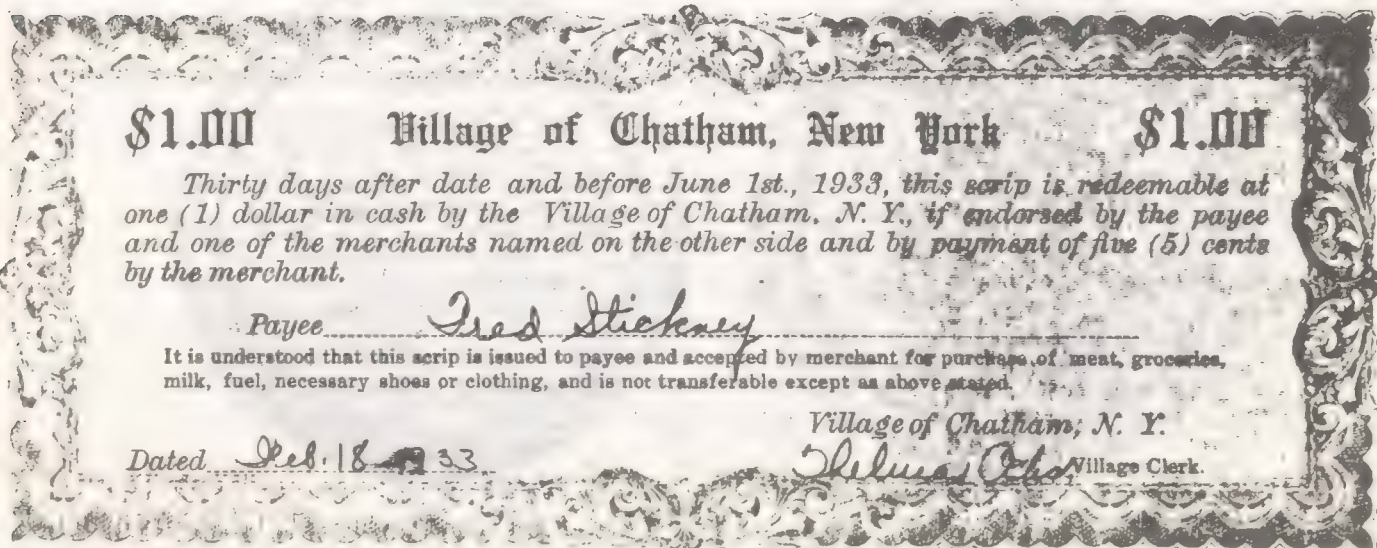 $1.00 Village of Chatham, New York $1.00
Thirty days after date and before June 1st., 1933, this scrip is redeemable at
one (1) dollar in cash by the Village of Chatham, N. Y., if endorsed by the payee
and one of the merchants named on the other side and by payment of five (5) cents
by the merchant.
Payee Fred Stickney
It is understood that this scrip is issued to payee and accepted by merchant for purchase of meat, groceries,
milk, fuel, necessary shoes or clothing, and is not transferable except as above stated.
Village of Chatham, N. Y.
Dated Feb. 18 1933 Thelma Village Clerk.